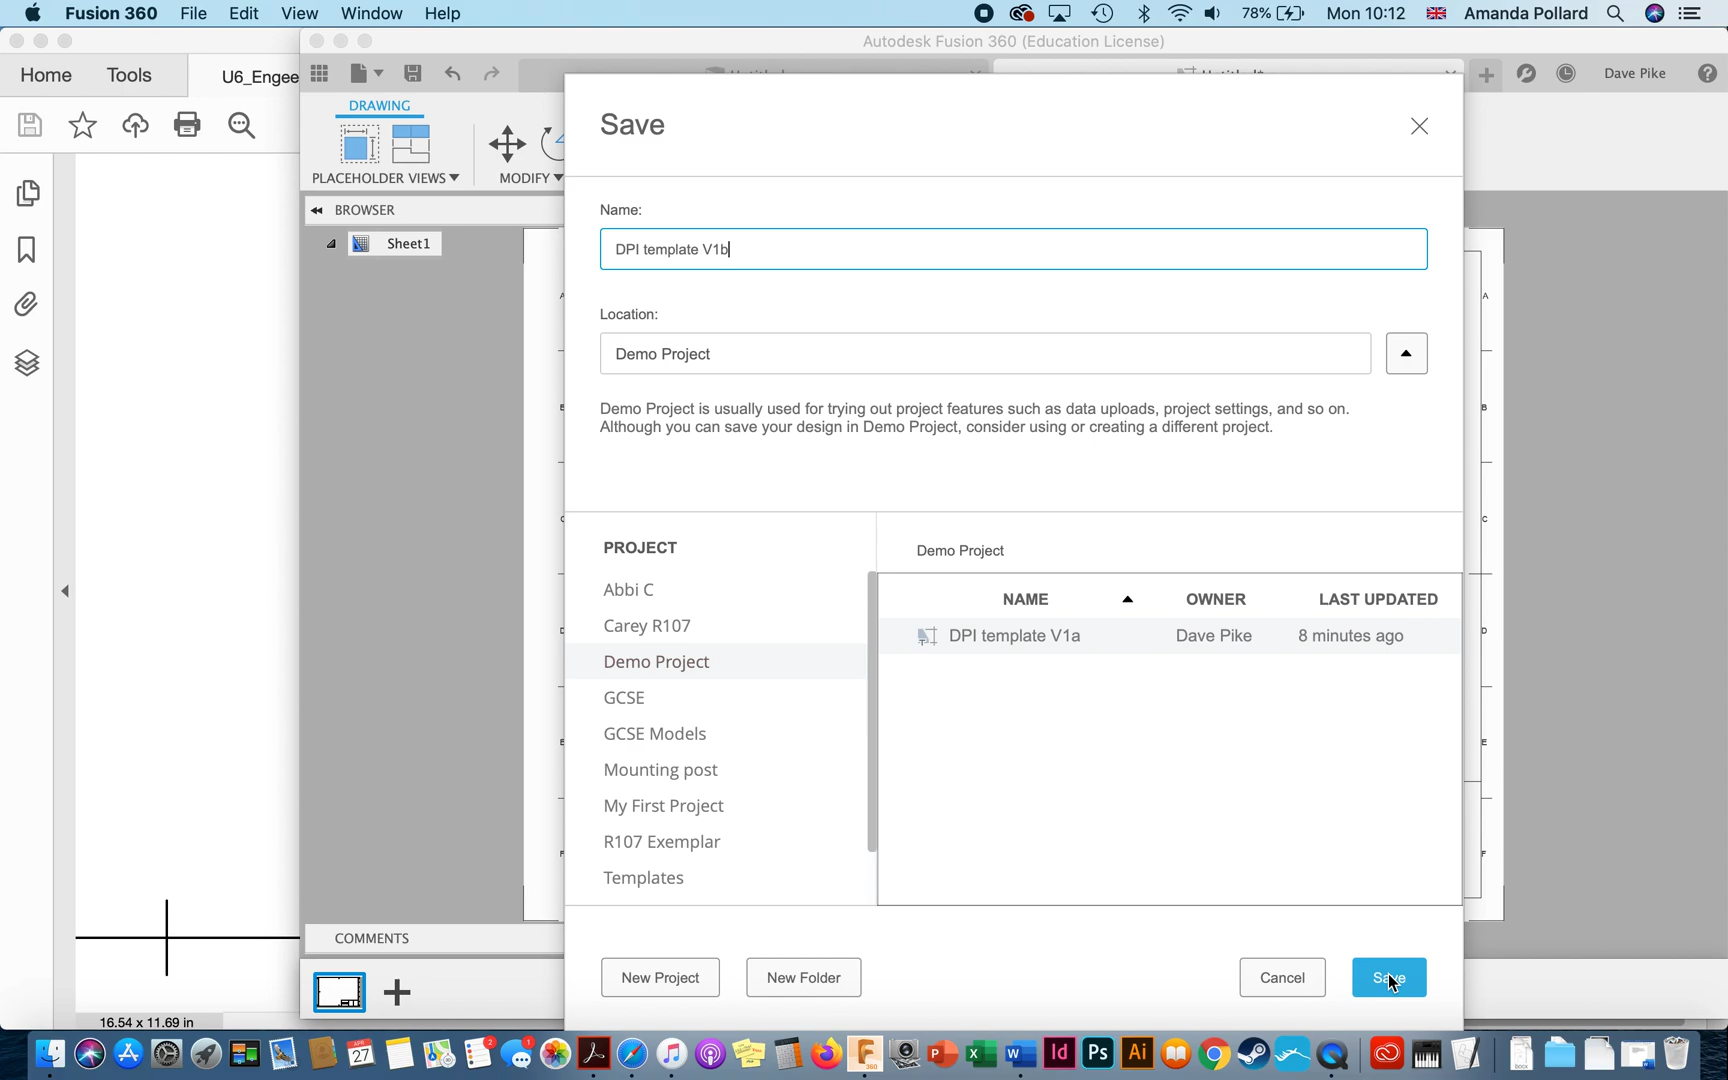 Fusion 360 File Edit View Window Help 78% Mon 10:12 Amanda Pollard
Autodesk Fusion 360 (Education License)
Home Tools U6_Engee
Dave Pike
DRAWING
PLACEHOLDER VIEWS MODIFY
BROWSER
Sheet1
Save
Name:
DPI template V1b
Location:
Demo Project
Demo Project is usually used for trying out project features such as data uploads, project settings, and so on.
Although you can save your design in Demo Project, consider using or creating a different project.
PROJECT
Abbi C
Carey R107
Demo Project
GCSE
GCSE Models
Mounting post
My First Project
R107 Exemplar
Templates
Demo Project
NAME OWNER LAST UPDATED
DPI template V1a Dave Pike 8 minutes ago
A
B
C
D
E
F
COMMENTS
New Project New Folder Cancel Save
16.54 x 11.69 in